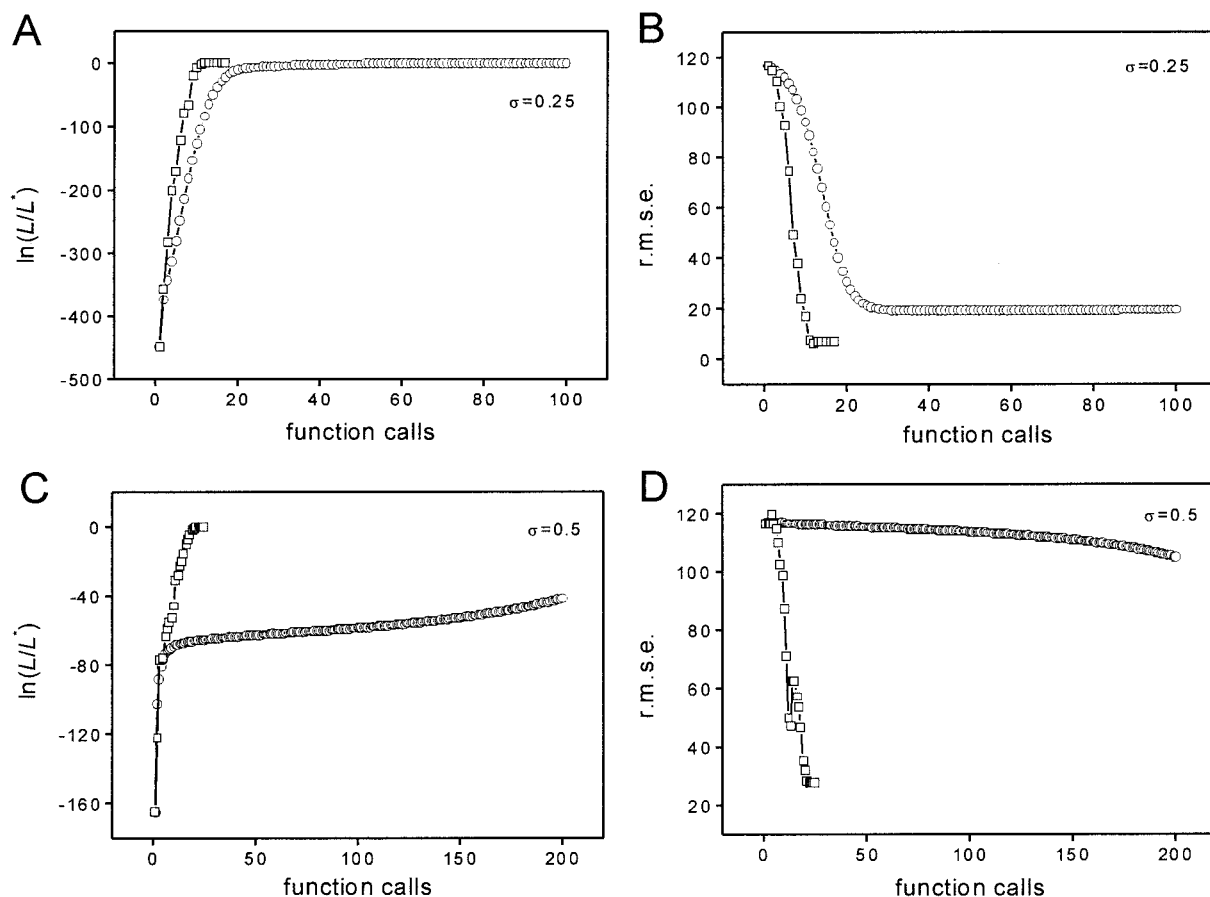 A
0
-100
-200
-300
-400
-500
ln(L/L*)
σ=0.25
0 20 40 60 80 100
function calls
B
120
100
80
60
40
20
0
r.m.s.e.
σ=0.25
0 20 40 60 80 100
function calls
C
0
-40
-80
-120
-160
ln(L/L*)
σ=0.5
0 50 100 150 200
function calls
D
120
100
80
60
40
20
r.m.s.e.
σ=0.5
0 50 100 150 200
function calls